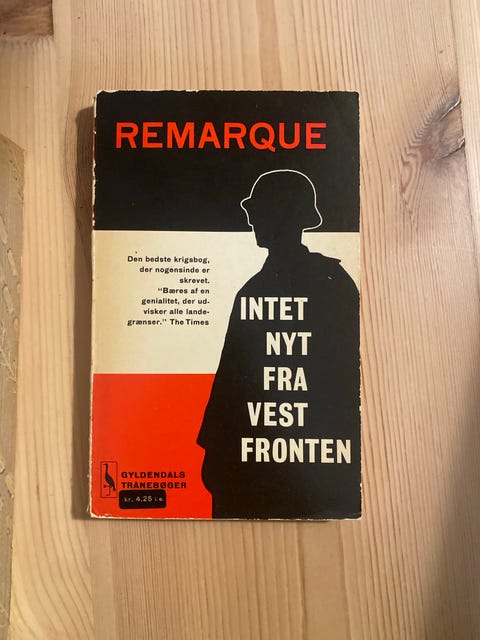 REMARQUE
Den bedste krigsbog,
der nogensinde er
skrevet.
"Bæres af en
genialitet, der ud-
visker alle lande-
grænser." The Times
INTET
NYT
FRA
VEST
FRONTEN
GYLDENDALS
TRANEBØGER
kr. 4,25 i.e.